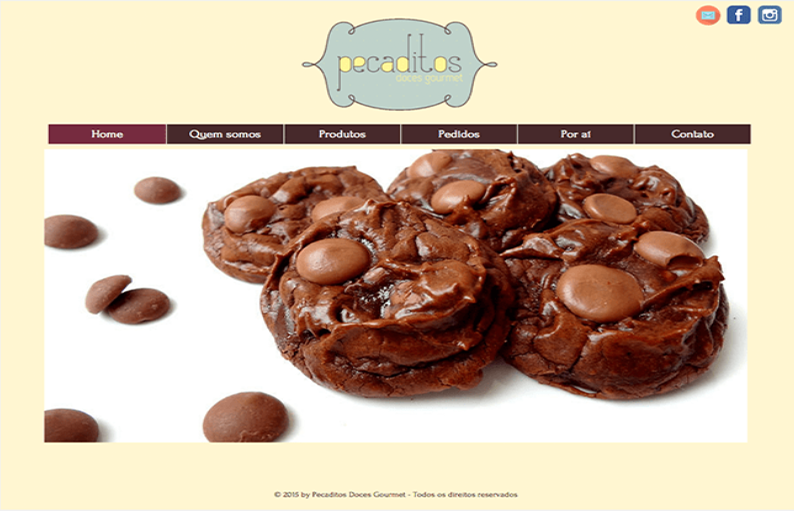 pecaditos
doces gourmet
Home Quem somos Produtos Pedidos Por aí Contato
© 2015 by Pecaditos Doces Gourmet - Todos os direitos reservados